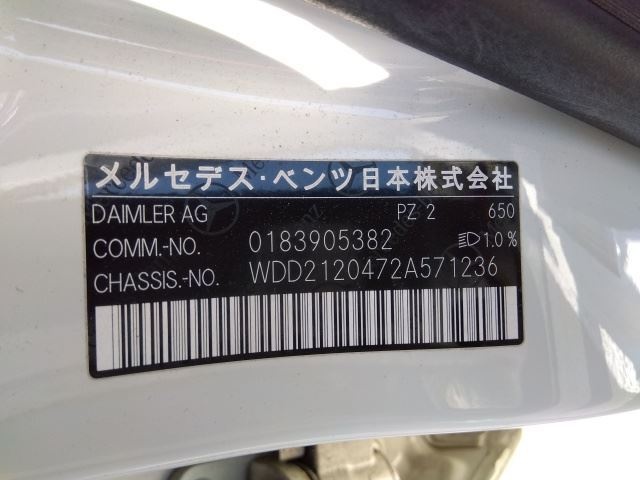 メルセデス・ベンツ日本株式会社
DAIMLER AG PZ 2 650
COMM.-NO. 0183905382 1.0%
CHASSIS.-NO. WDD2120472A571236